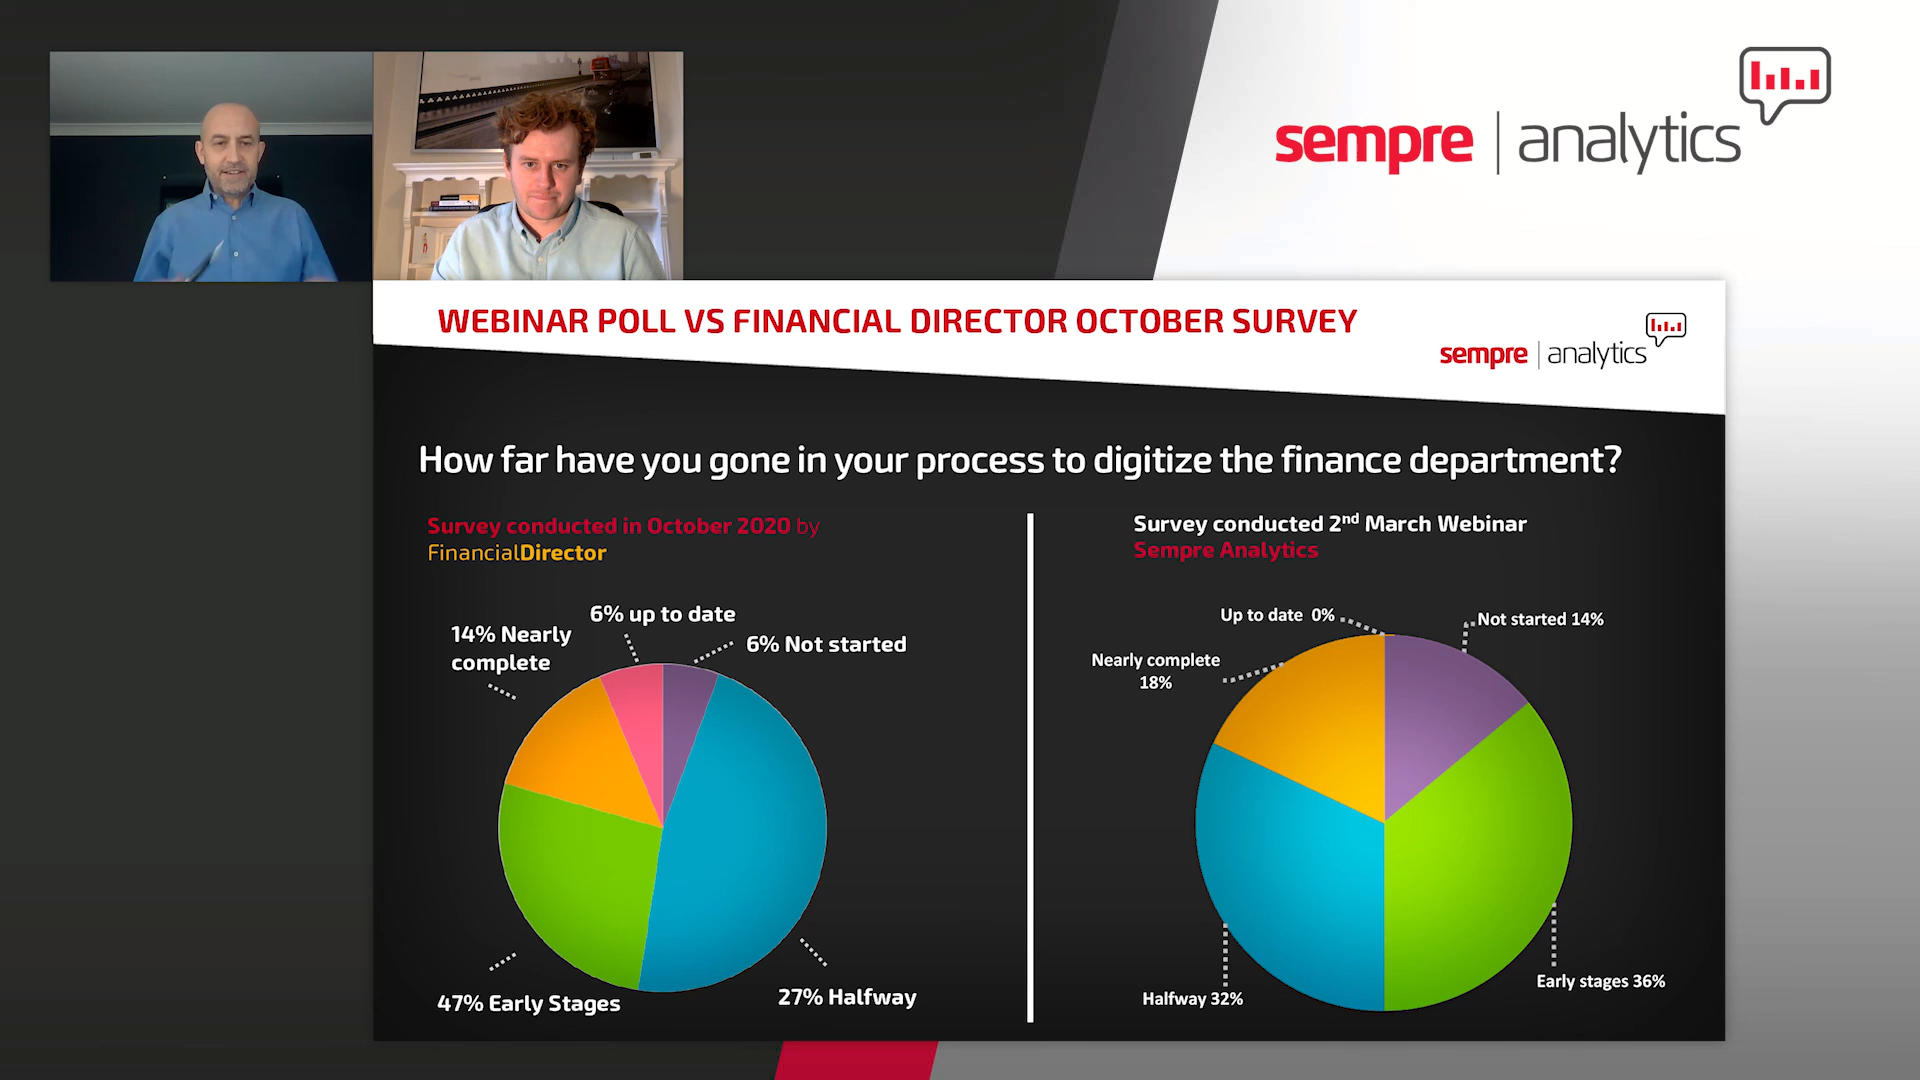 sempre | analytics
WEBINAR POLL VS FINANCIAL DIRECTOR OCTOBER SURVEY
sempre | analytics
How far have you gone in your process to digitize the finance department?
Survey conducted in October 2020 by
FinancialDirector
6% up to date
14% Nearly
complete
6% Not started
47% Early Stages
27% Halfway
Survey conducted 2nd March Webinar
Sempre Analytics
Up to date 0%
Not started 14%
Nearly complete
18%
Early stages 36%
Halfway 32%